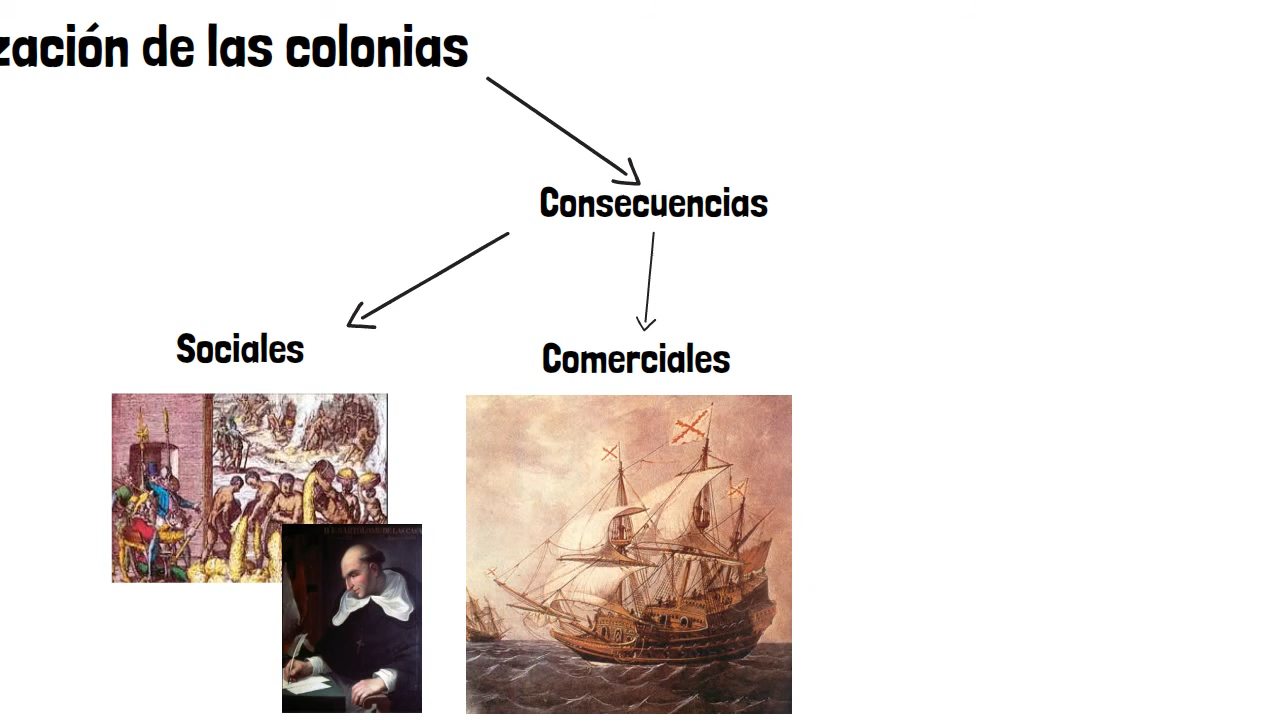 zación de las colonias
Consecuencias
Sociales
Comerciales